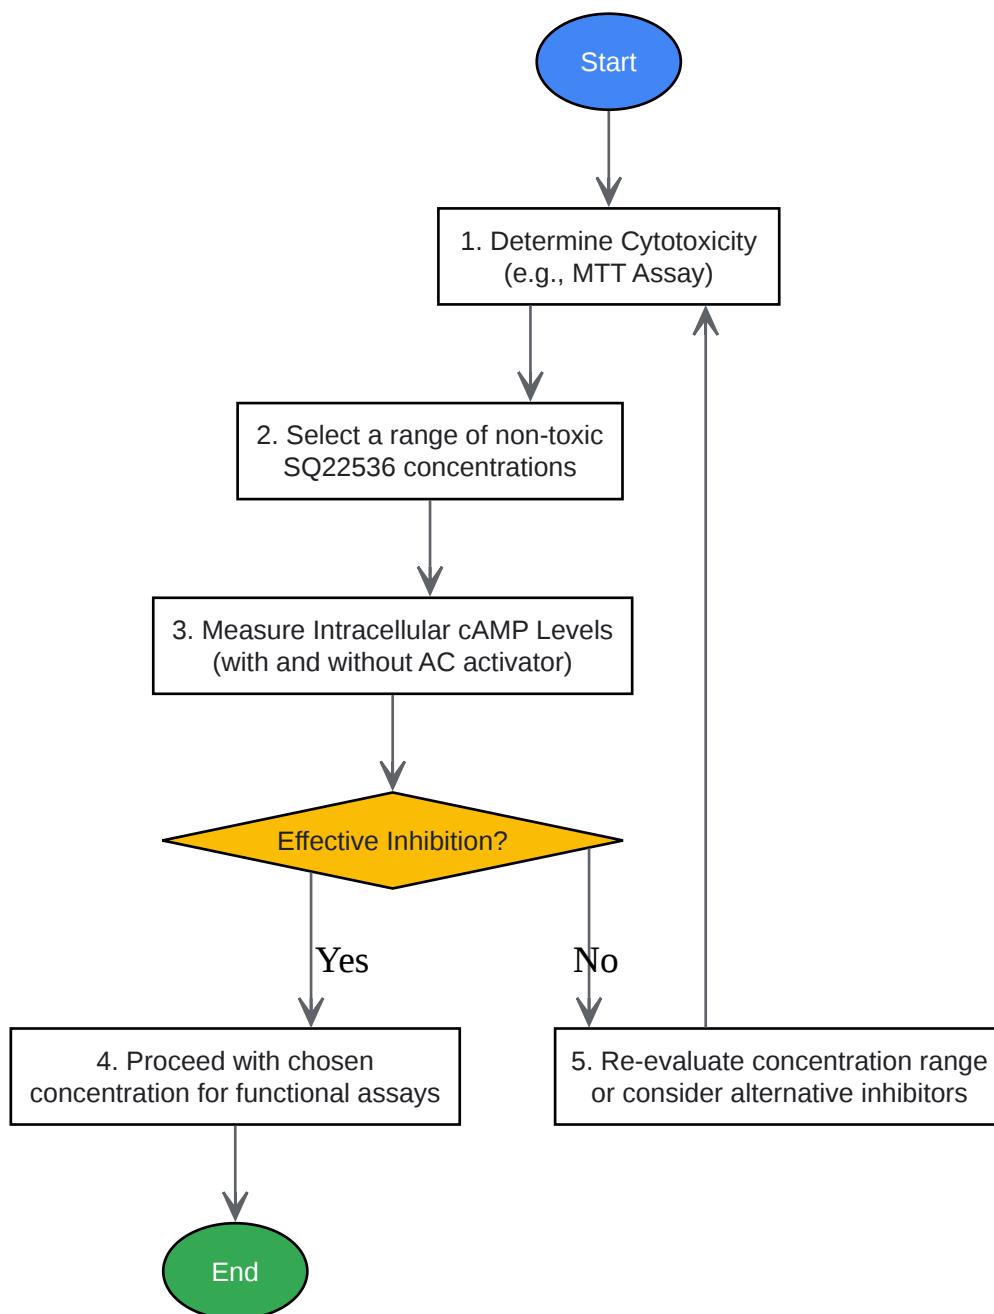 Start
1. Determine Cytotoxicity
(e.g., MTT Assay)
2. Select a range of non-toxic
SQ22536 concentrations
3. Measure Intracellular cAMP Levels
(with and without AC activator)
Effective Inhibition?
Yes
No
4. Proceed with chosen
concentration for functional assays
5. Re-evaluate concentration range
or consider alternative inhibitors
End